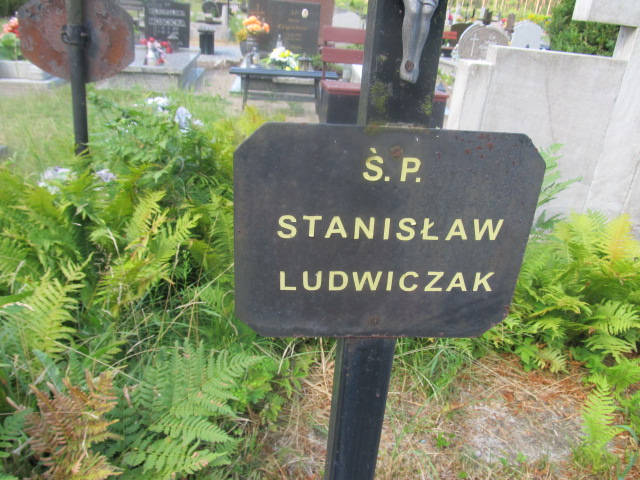 Ṡ. P.
STANISŁAW
LUDWICZAK